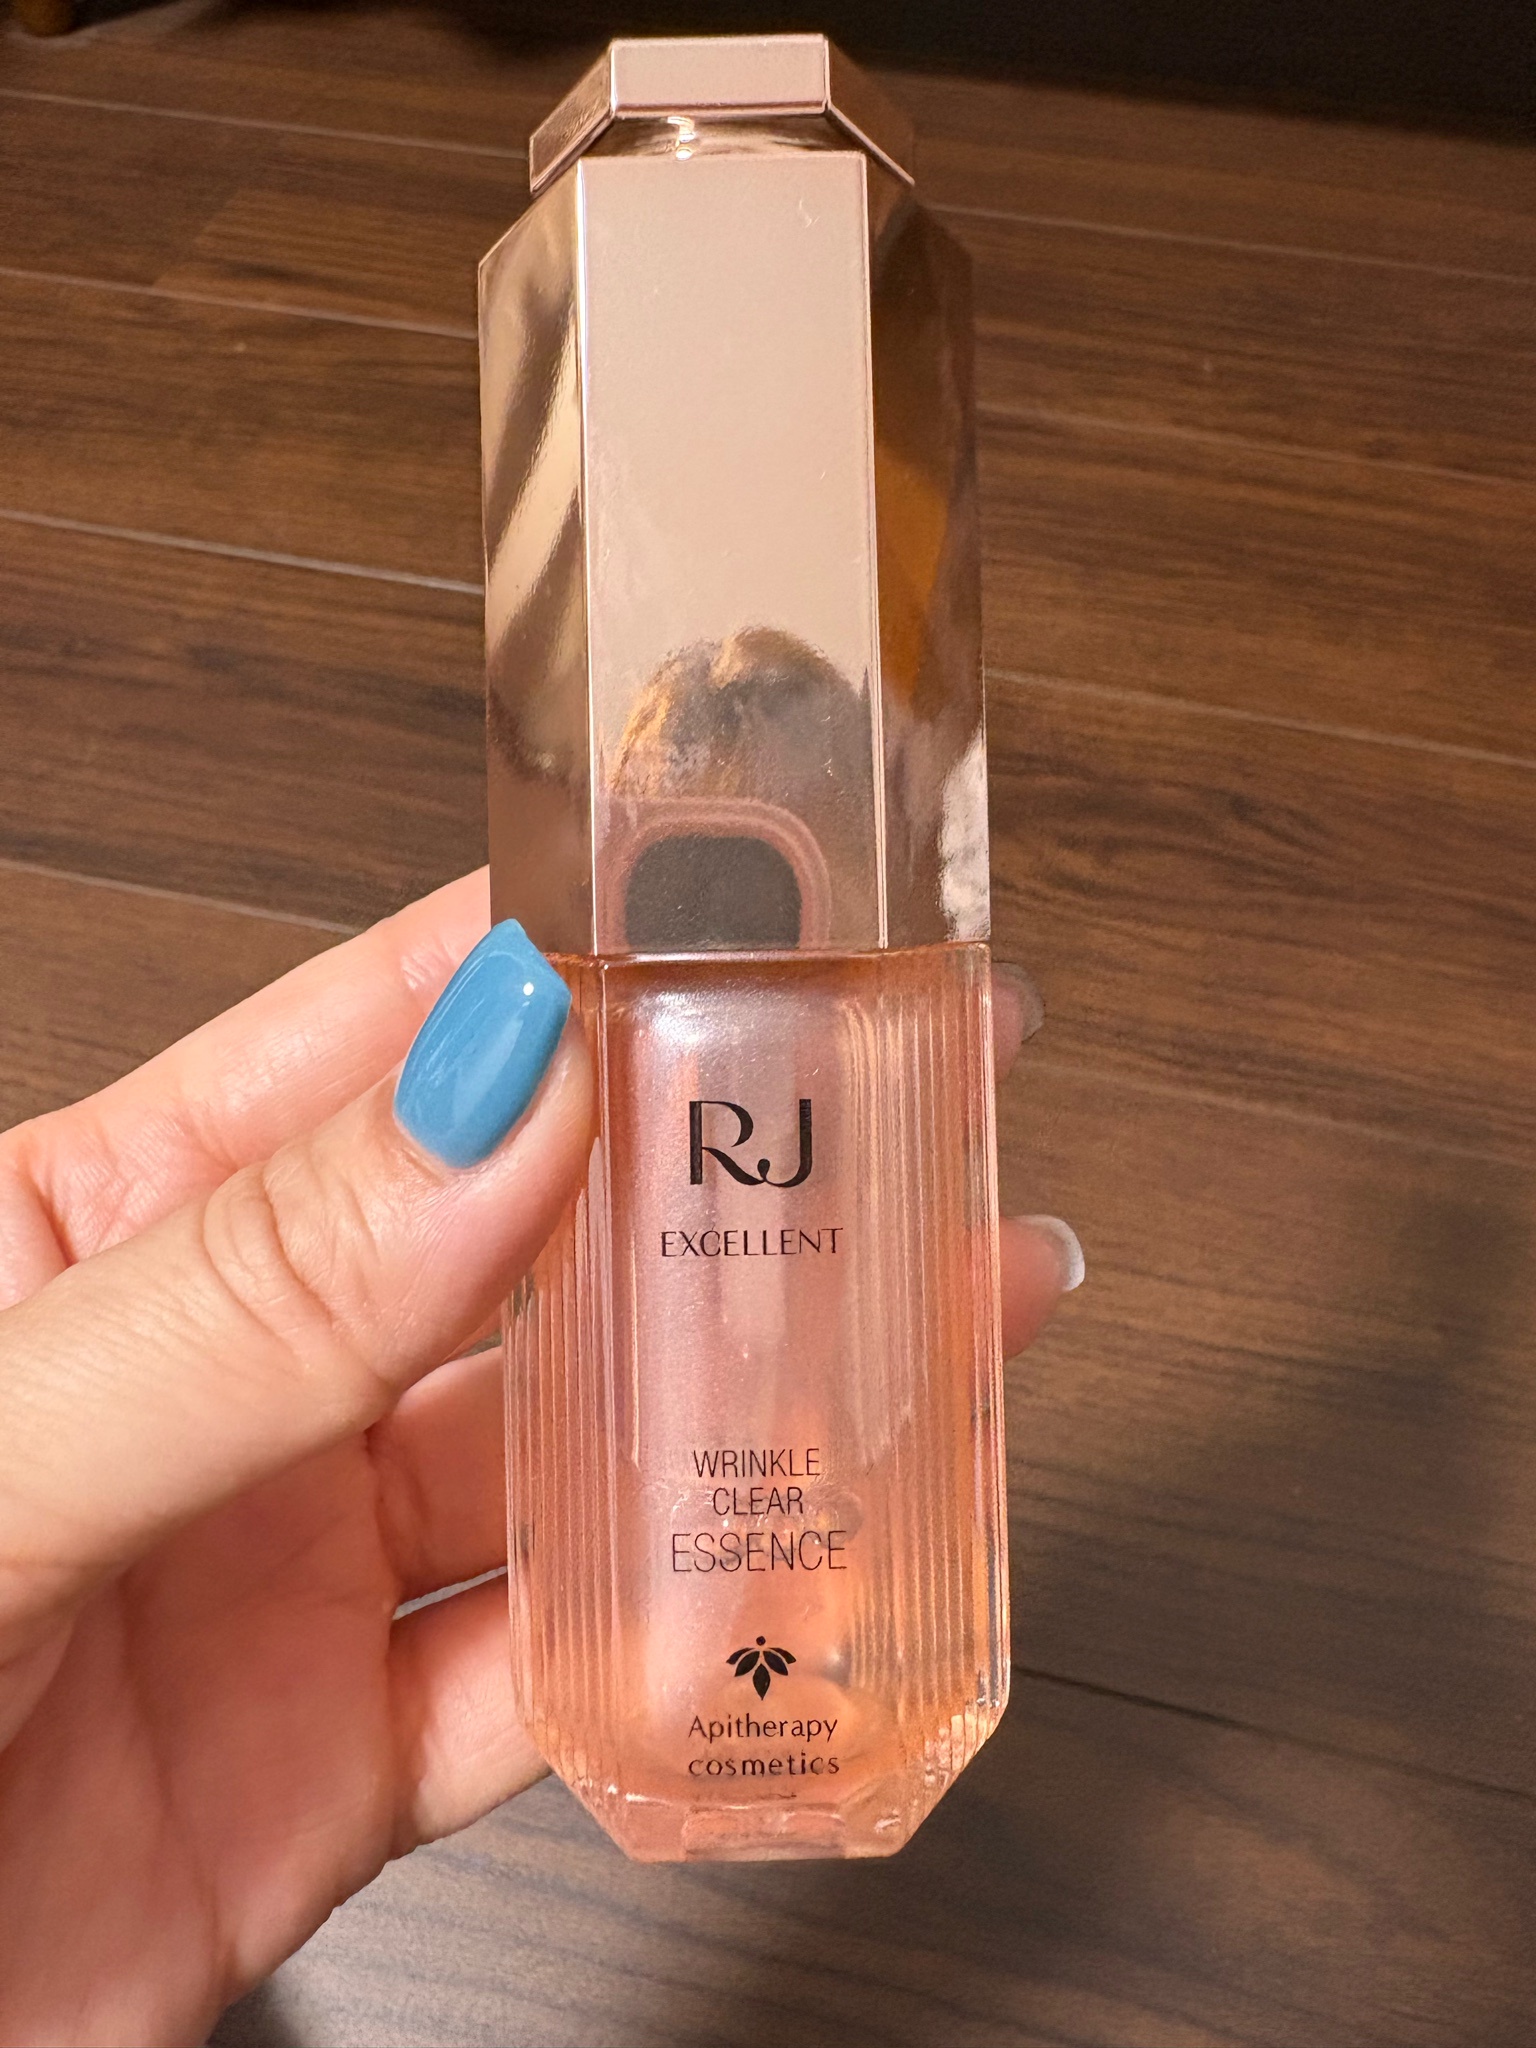 RJ
EXCELLENT
WRINKLE
CLEAR
ESSENCE
Apitherapy
cosmetics